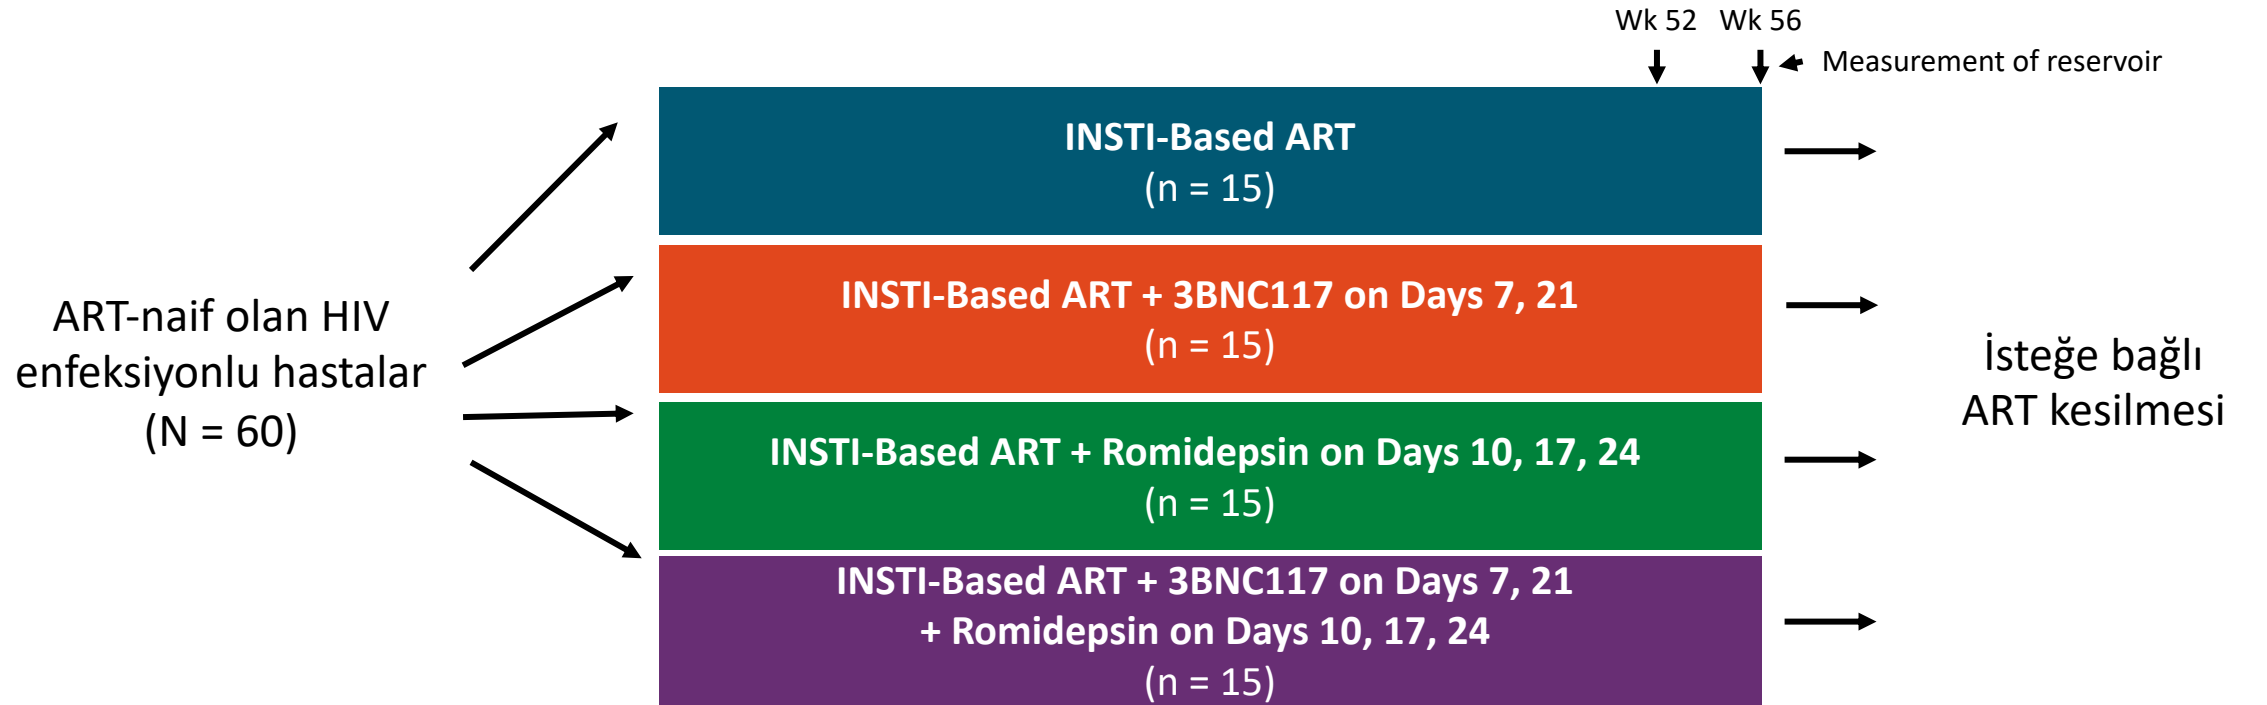 Wk 52 Wk 56
Measurement of reservoir
ART-naif olan HIV
enfeksiyonlu hastalar
(N = 60)
INSTI-Based ART
(n = 15)
INSTI-Based ART + 3BNC117 on Days 7, 21
(n = 15)
INSTI-Based ART + Romidepsin on Days 10, 17, 24
(n = 15)
INSTI-Based ART + 3BNC117 on Days 7, 21
+ Romidepsin on Days 10, 17, 24
(n = 15)
İsteğe bağlı
ART kesilmesi